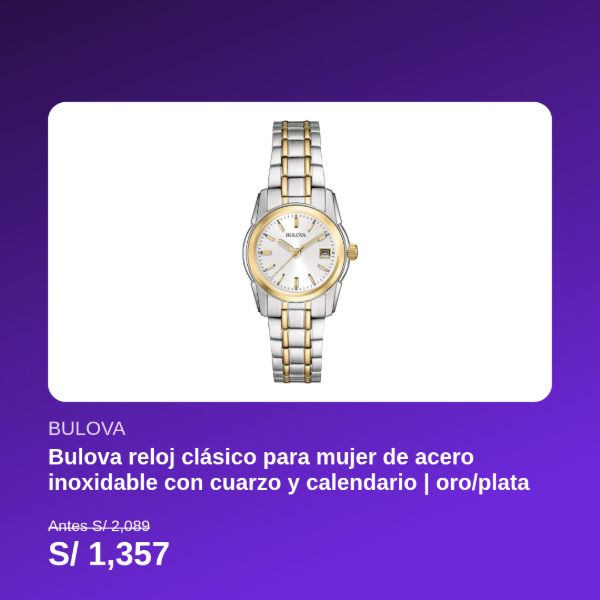 BULOVA
BULOVA
Bulova reloj clásico para mujer de acero
inoxidable con cuarzo y calendario | oro/plata
Antes S/ 2,089
S/ 1,357